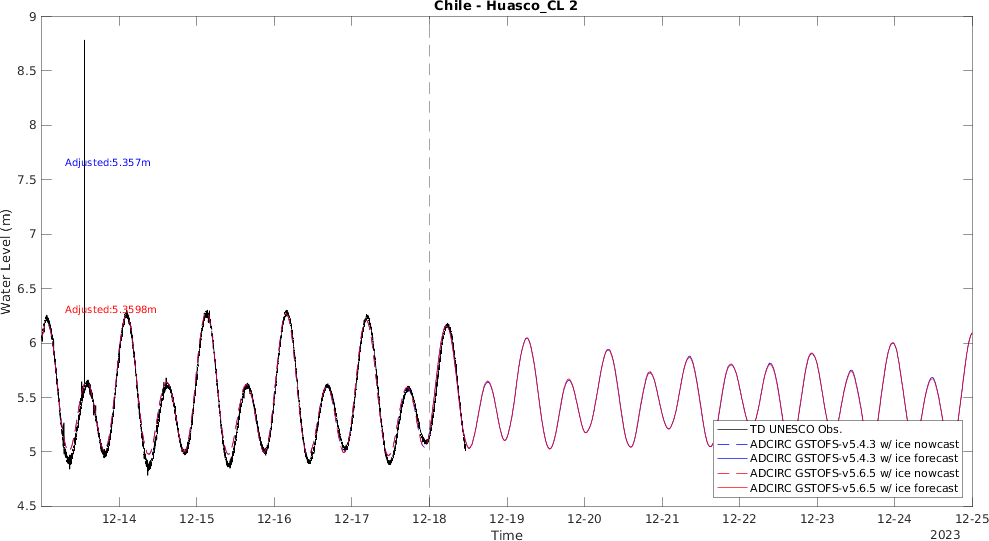 Chile - Huasco_CL 2
9
8.5
8
7.5
7
6.5
6
5.5
5
4.5
Water Level (m)
Adjusted:5.357m
Adjusted:5.3598m
TD UNESCO Obs.
ADCIRC GSTOFS-v5.4.3 w/ ice nowcast
ADCIRC GSTOFS-v5.4.3 w/ ice forecast
ADCIRC GSTOFS-v5.6.5 w/ ice nowcast
ADCIRC GSTOFS-v5.6.5 w/ ice forecast
12-14 12-15 12-16 12-17 12-18 12-19 12-20 12-21 12-22 12-23 12-24 12-25
Time
2023